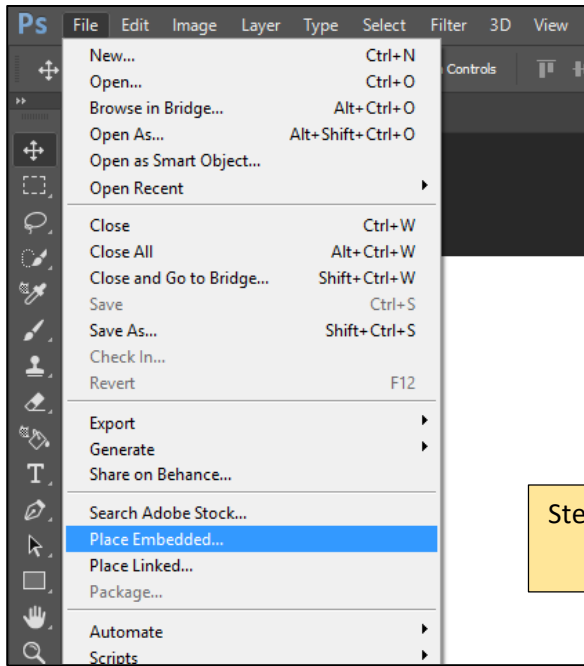 Ps File Edit Image Layer Type Select Filter 3D View
New... Ctrl+N
Controls
Open... Ctrl+O
Browse in Bridge... Alt+Ctrl+O
Open As... Alt+Shift+Ctrl+O
Open as Smart Object...
Open Recent
Close Ctrl+W
Close All Alt+Ctrl+W
Close and Go to Bridge... Shift+Ctrl+W
Save Ctrl+S
Save As... Shift+Ctrl+S
Check In...
Revert F12
Export
Generate
Share on Behance...
Search Adobe Stock...
Place Embedded...
Ste
Place Linked...
Package...
Automate
Scripts